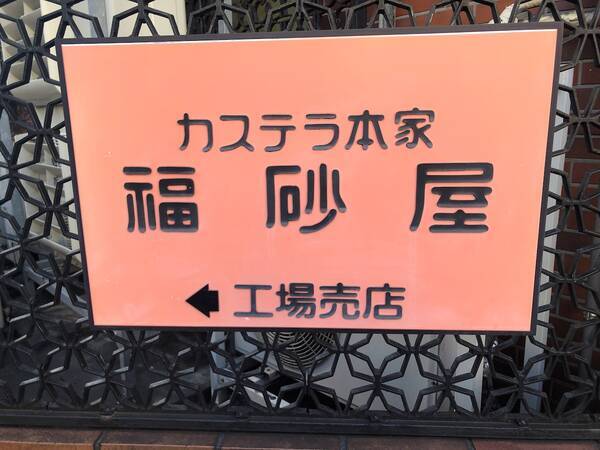 カステラ本家
福砂屋
← 工場売店